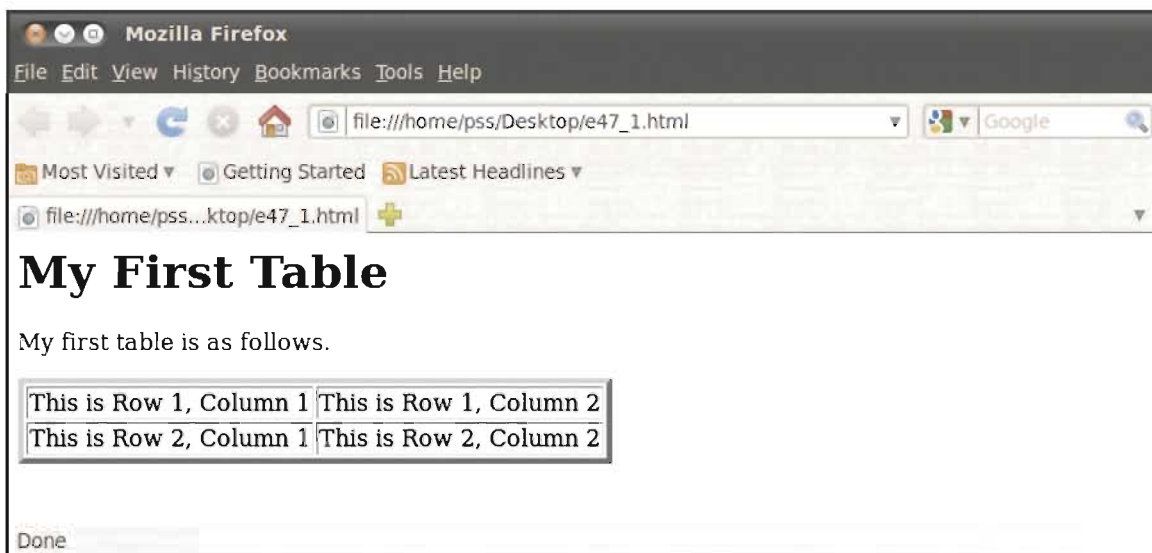 Mozilla Firefox
File Edit View History Bookmarks Tools Help
file:///home/pss/Desktop/e47_1.html Google
Most Visited Getting Started Latest Headlines
file:///home/pss...ktop/e47_1.html
My First Table
My first table is as follows.
This is Row 1, Column 1 This is Row 1, Column 2
This is Row 2, Column 1 This is Row 2, Column 2
Done